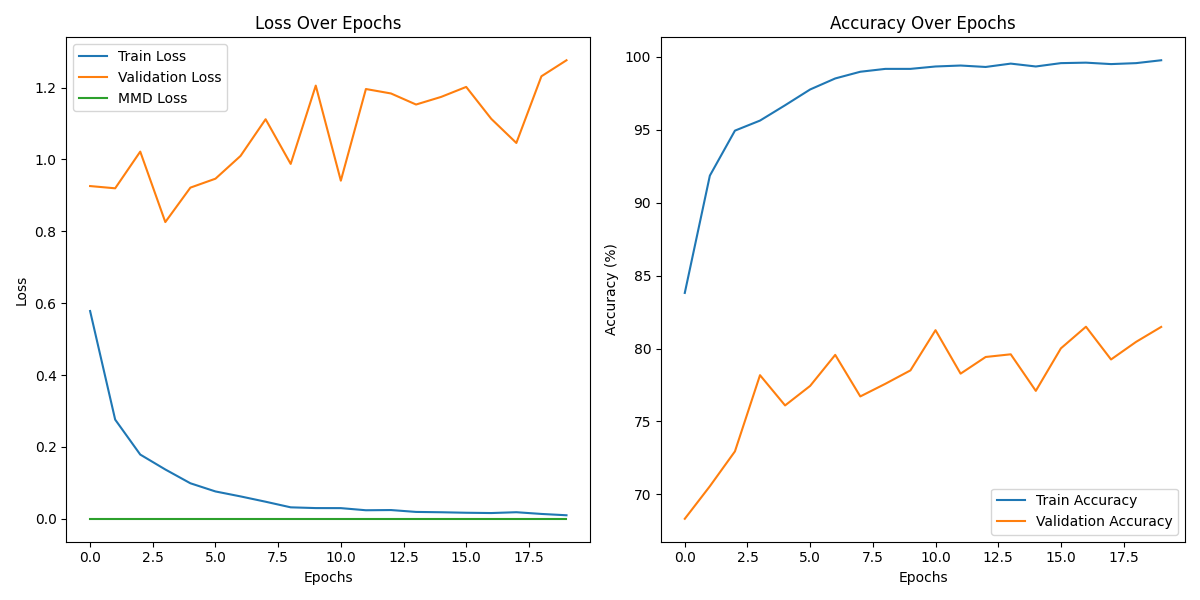 Loss Over Epochs
Train Loss
Validation Loss
MMD Loss
1.2
1.0
0.8
0.6
0.4
0.2
0.0
Loss
0.0 2.5 5.0 7.5 10.0 12.5 15.0 17.5
Epochs
Accuracy Over Epochs
100
95
90
85
80
75
70
Accuracy (%)
Train Accuracy
Validation Accuracy
0.0 2.5 5.0 7.5 10.0 12.5 15.0 17.5
Epochs